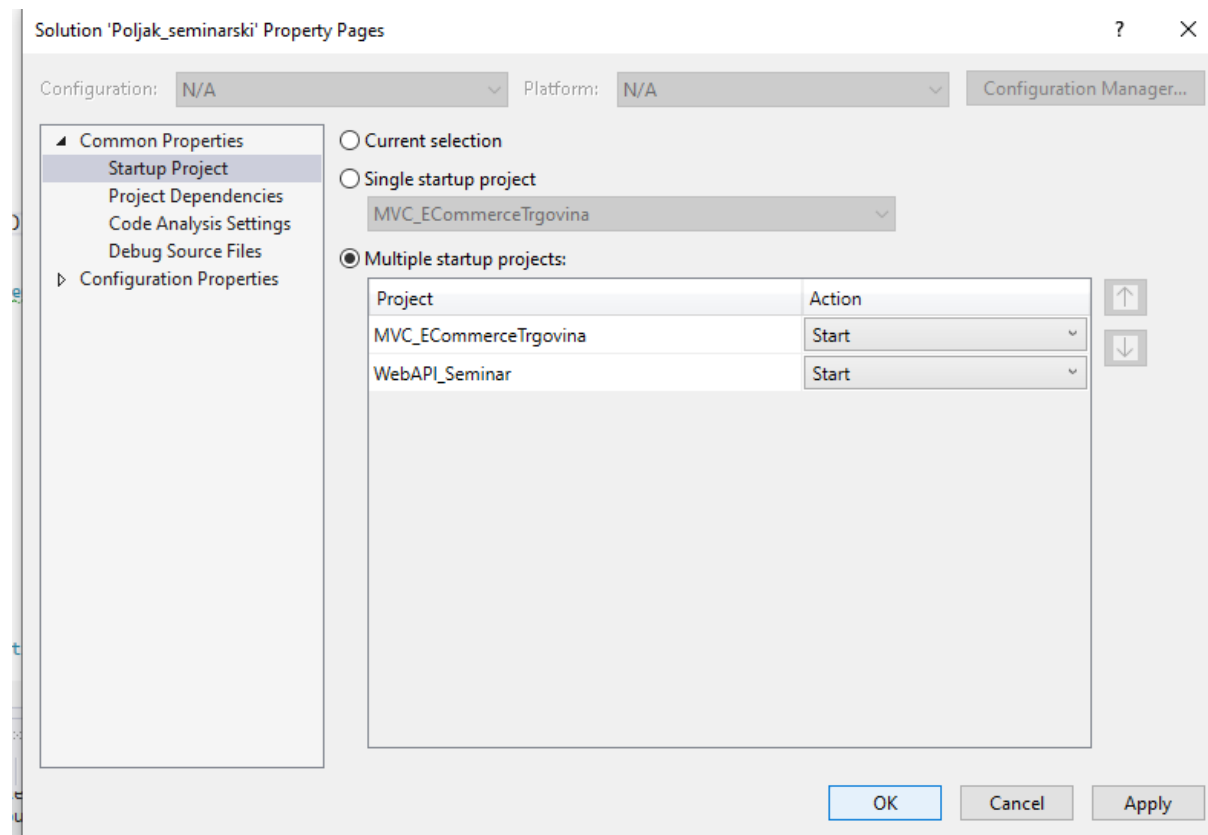 Solution 'Poljak_seminarski' Property Pages ? ×
Configuration: N/A Platform: N/A Configuration Manager...
Common Properties
Startup Project
Project Dependencies
Code Analysis Settings
Debug Source Files
Configuration Properties
Current selection
Single startup project
MVC_ECommerceTrgovina
Multiple startup projects:
Project Action
MVC_ECommerceTrgovina Start
WebAPI_Seminar Start
OK Cancel Apply